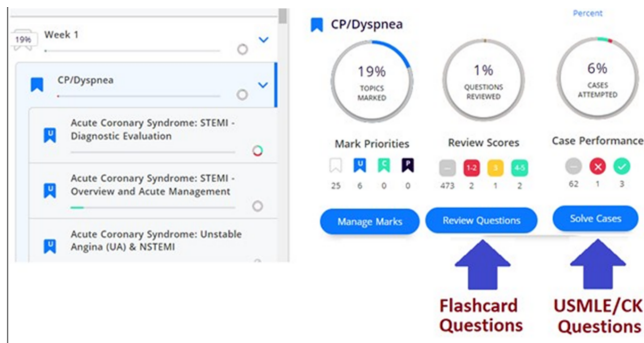 19%
Week 1
CP/Dyspnea
U
Acute Coronary Syndrome: STEMI -
Diagnostic Evaluation
U
Acute Coronary Syndrome: STEMI -
Overview and Acute Management
U
Acute Coronary Syndrome: Unstable
Angina (UA) & NSTEMI
Percent
CP/Dyspnea
19%
TOPICS
MARKED
1%
QUESTIONS
REVIEWED
6%
CASES
ATTEMPTED
Mark Priorities
Review Scores
Case Performance
U C P
-- 1-2 3 4-5
25 6 0 0
473 2 1 2
62 1 3
Manage Marks
Review Questions
Solve Cases
Flashcard
Questions
USMLE/CK
Questions